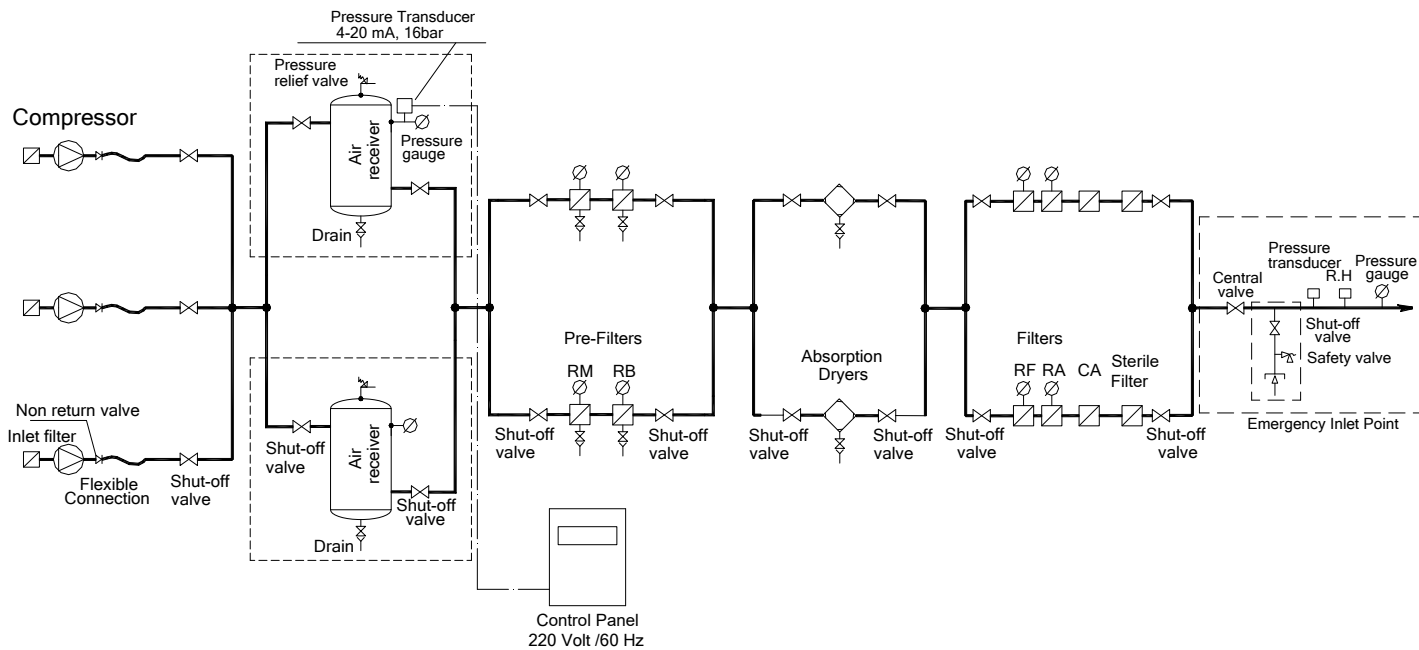 Pressure Transducer
4-20 mA, 16bar
Pressure
relief valve
Compressor
Air
receiver
Pressure
gauge
Drain
Pressure
transducer
R.H
Pressure
gauge
Central
valve
Shut-off
valve
Safety valve
Emergency Inlet Point
Pre-Filters
RM
RB
Absorption
Dryers
Filters
RF
RA
CA
Sterile
Filter
Non return valve
Inlet filter
Flexible
Connection
Shut-off
valve
Shut-off
valve
Air
receiver
Shut-off
valve
Drain
Shut-off
valve
Shut-off
valve
Shut-off
valve
Shut-off
valve
Shut-off
valve
Shut-off
valve
Control Panel
220 Volt /60 Hz